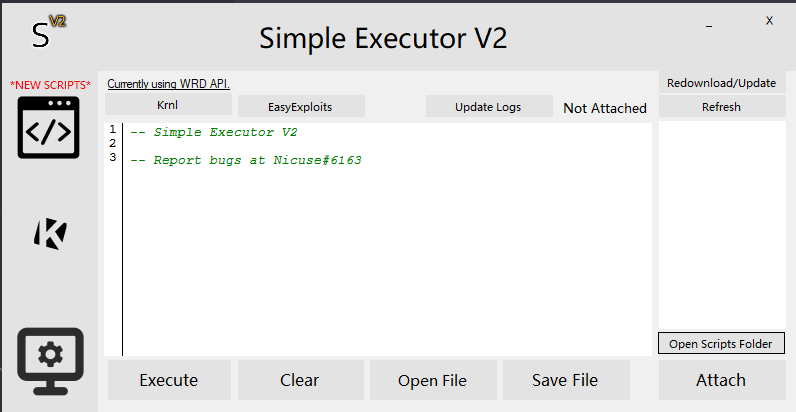 S V2
Simple Executor V2
_ X
*NEW SCRIPTS*
Currently using WRD API.
Redownload/Update
Krnl
EasyExploits
Update Logs
Not Attached
Refresh
1 -- Simple Executor V2
2
3 -- Report bugs at Nicuse#6163
</>
K
Open Scripts Folder
Execute
Clear
Open File
Save File
Attach